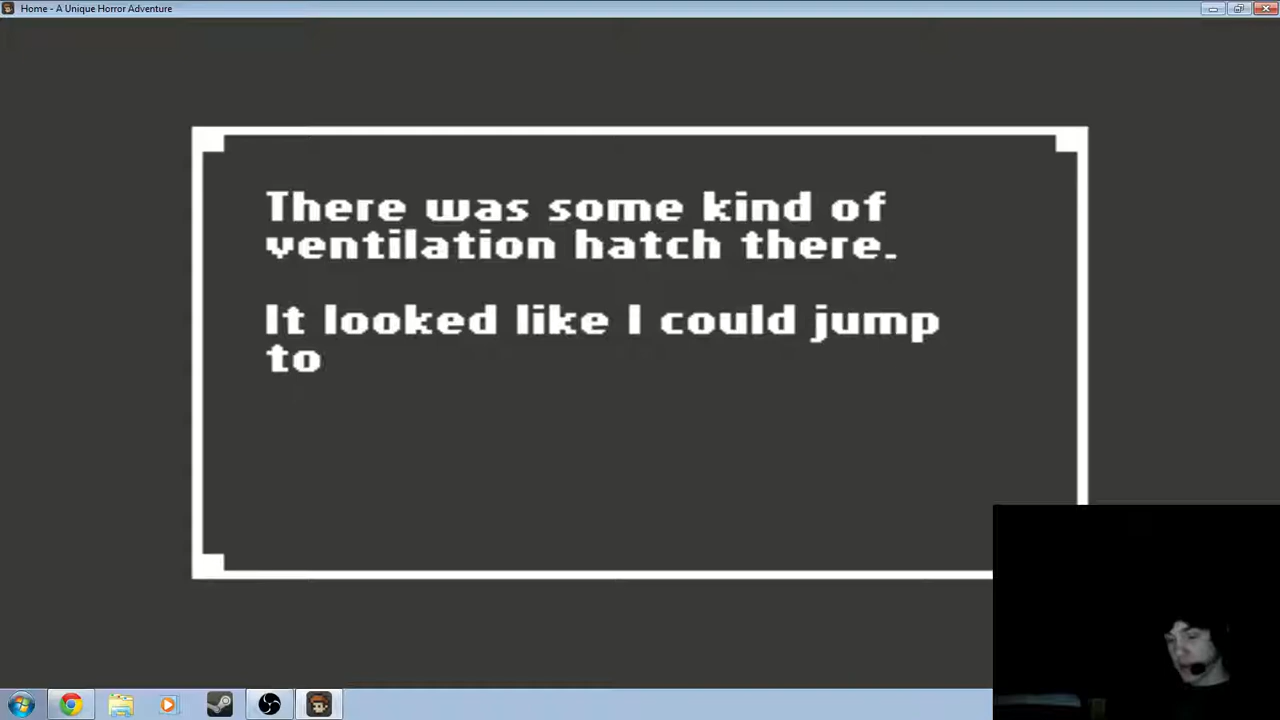 Home - A Unique Horror Adventure
There was some kind of
ventilation hatch there.
It looked like I could jump
to